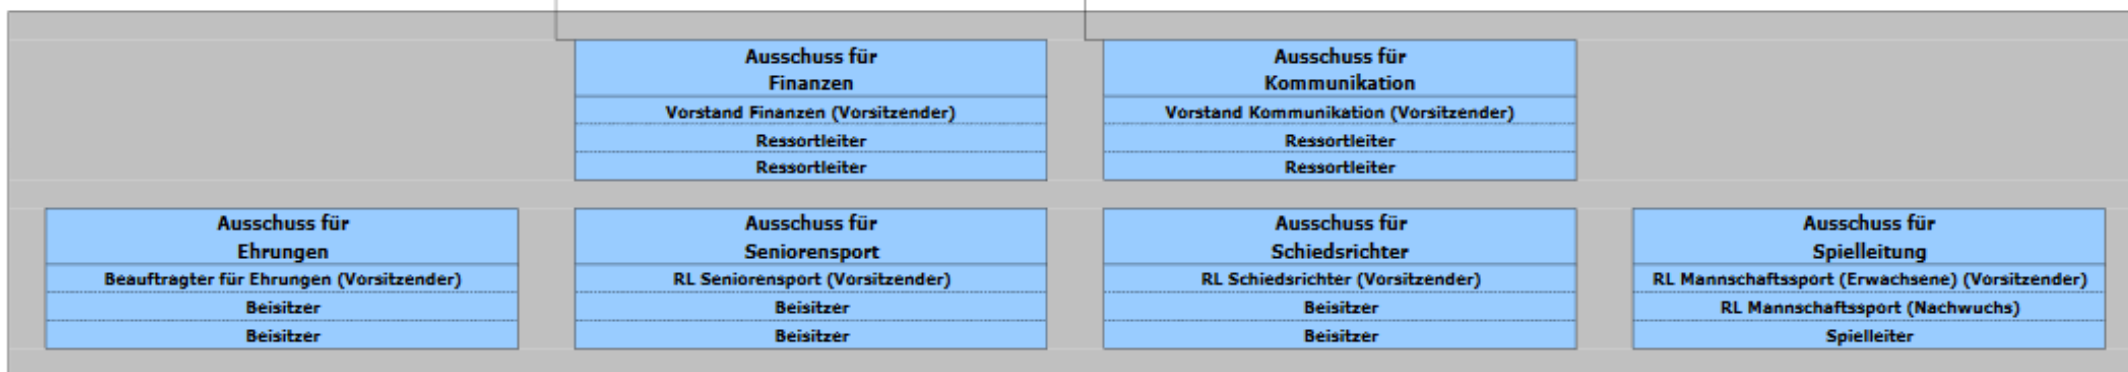 Ausschuss für
Finanzen
Vorstand Finanzen (Vorsitzender)
Ressortleiter
Ressortleiter
Ausschuss für
Kommunikation
Vorstand Kommunikation (Vorsitzender)
Ressortleiter
Ressortleiter
Ausschuss für
Ehrungen
Beauftragter für Ehrungen (Vorsitzender)
Beisitzer
Beisitzer
Ausschuss für
Seniorensport
RL Seniorensport (Vorsitzender)
Beisitzer
Beisitzer
Ausschuss für
Schiedsrichter
RL Schiedsrichter (Vorsitzender)
Beisitzer
Beisitzer
Ausschuss für
Spielleitung
RL Mannschaftssport (Erwachsene) (Vorsitzender)
RL Mannschaftssport (Nachwuchs)
Spielleiter